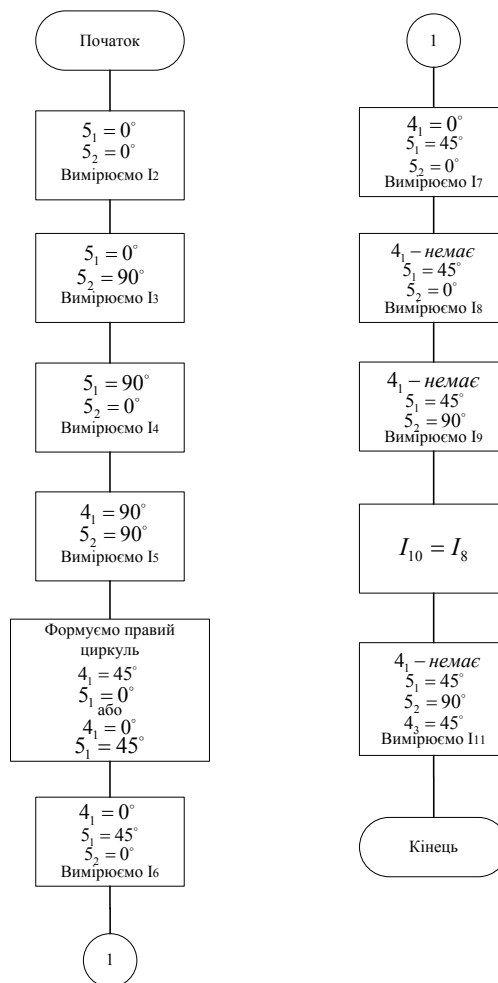 Початок
5₁ = 0°
5₂ = 0°
Вимірюємо I2
5₁ = 0°
5₂ = 90°
Вимірюємо I3
5₁ = 90°
5₂ = 0°
Вимірюємо I4
4₁ = 90°
5₂ = 90°
Вимірюємо I5
Формуємо правий
циркуль
4₁ = 45°
5₁ = 0°
або
4₁ = 0°
5₁ = 45°
4₁ = 0°
5₁ = 45°
5₂ = 0°
Вимірюємо I6
1
1
4₁ = 0°
5₁ = 45°
5₂ = 0°
Вимірюємо I7
4₁ – немає
5₁ = 45°
5₂ = 0°
Вимірюємо I8
4₁ – немає
5₁ = 45°
5₂ = 90°
Вимірюємо I9
I₁₀ = I₈
4₁ – немає
5₁ = 45°
5₂ = 90°
4₃ = 45°
Вимірюємо I11
Кінець